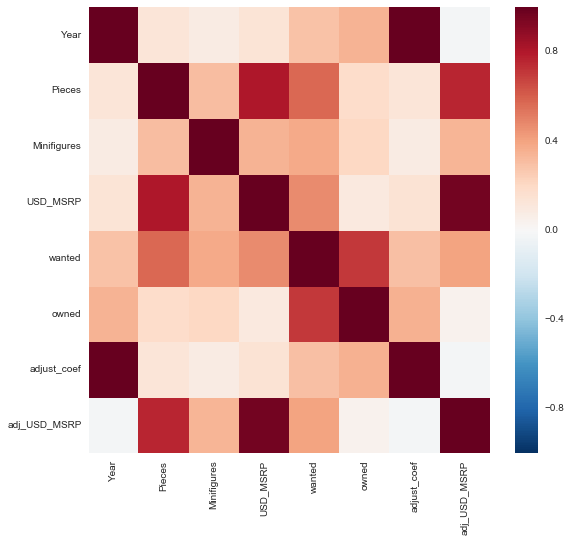 Year
Pieces
Minifigures
USD_MSRP
wanted
owned
adjust_coef
adj_USD_MSRP
Year
Pieces
Minifigures
USD_MSRP
wanted
owned
adjust_coef
adj_USD_MSRP
0.8
0.4
0.0
−0.4
−0.8